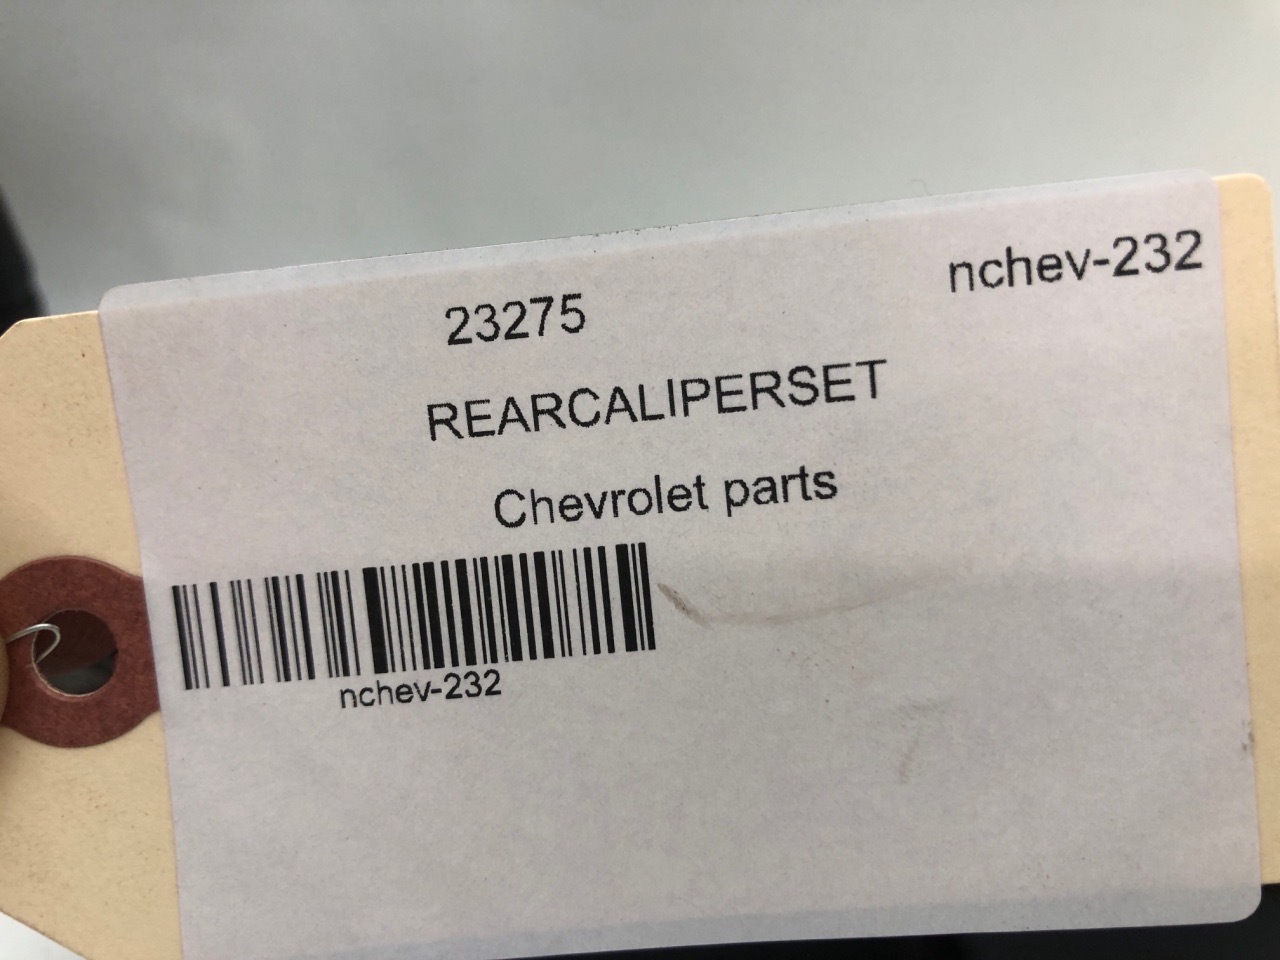 nchev-232
23275
REARCALIPERSET
Chevrolet parts
nchev-232